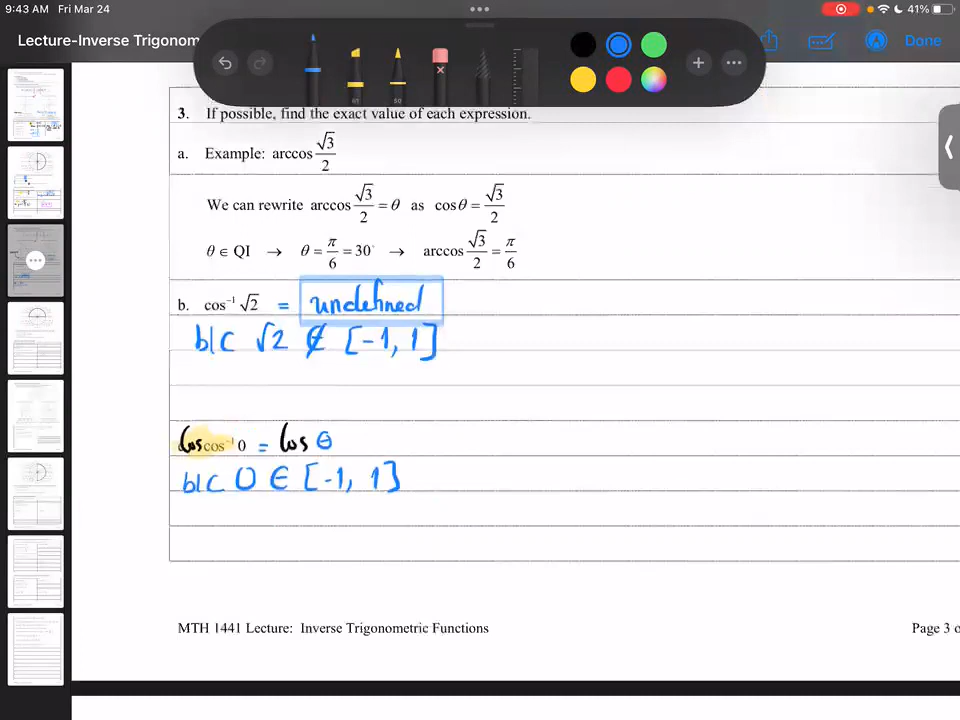 9:43 AM Fri Mar 24
41%
Lecture-Inverse Trigonom
Done
3. If possible, find the exact value of each expression.
a. Example: arccos √3/2
We can rewrite arccos √3/2 = θ as cos θ = √3/2
θ ∈ QI → θ = π/6 = 30° → arccos √3/2 = π/6
b. cos⁻¹ √2 = undefined
b/c √2 ∉ [-1, 1]
cos cos⁻¹ 0 = cos θ
b/c 0 ∈ [-1, 1]
MTH 1441 Lecture: Inverse Trigonometric Functions
Page 3 o